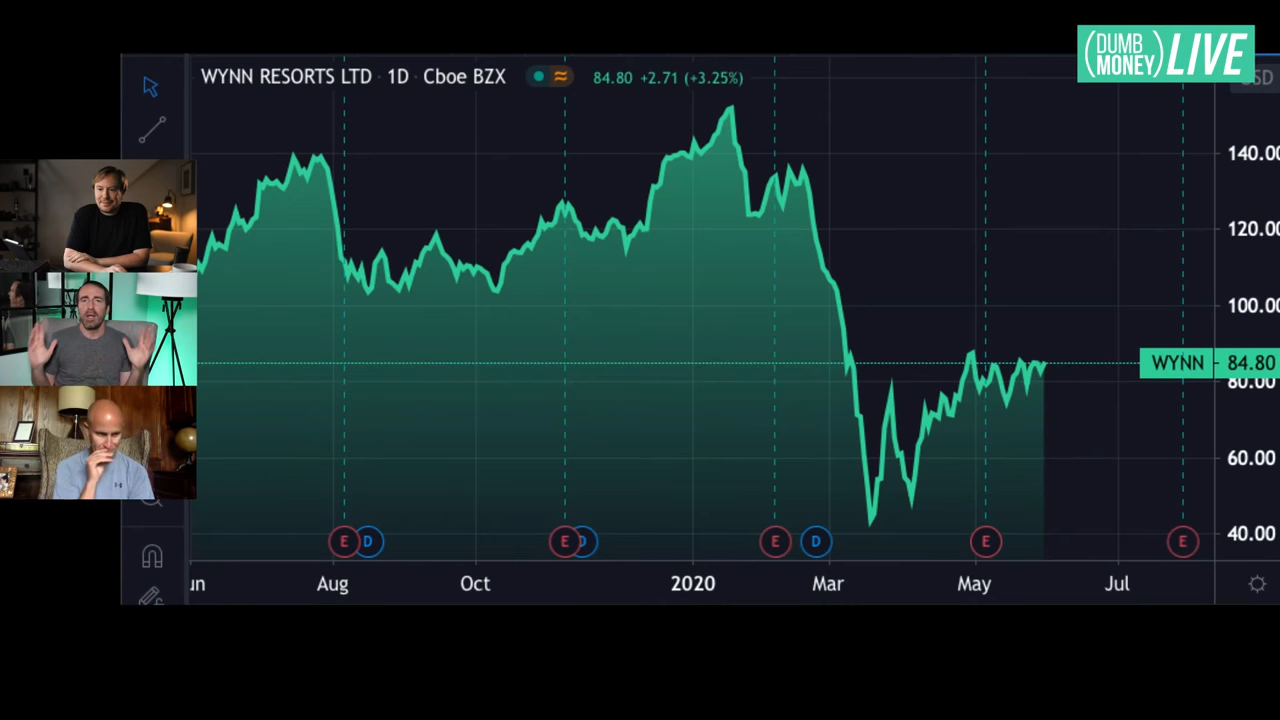 (DUMB MONEY) LIVE
WYNN RESORTS LTD · 1D · Cboe BZX 84.80 +2.71 (+3.25%)
SD
140.00
120.00
100.00
WYNN 84.80
80.00
60.00
40.00
E D E D E D E E
un Aug Oct 2020 Mar May Jul